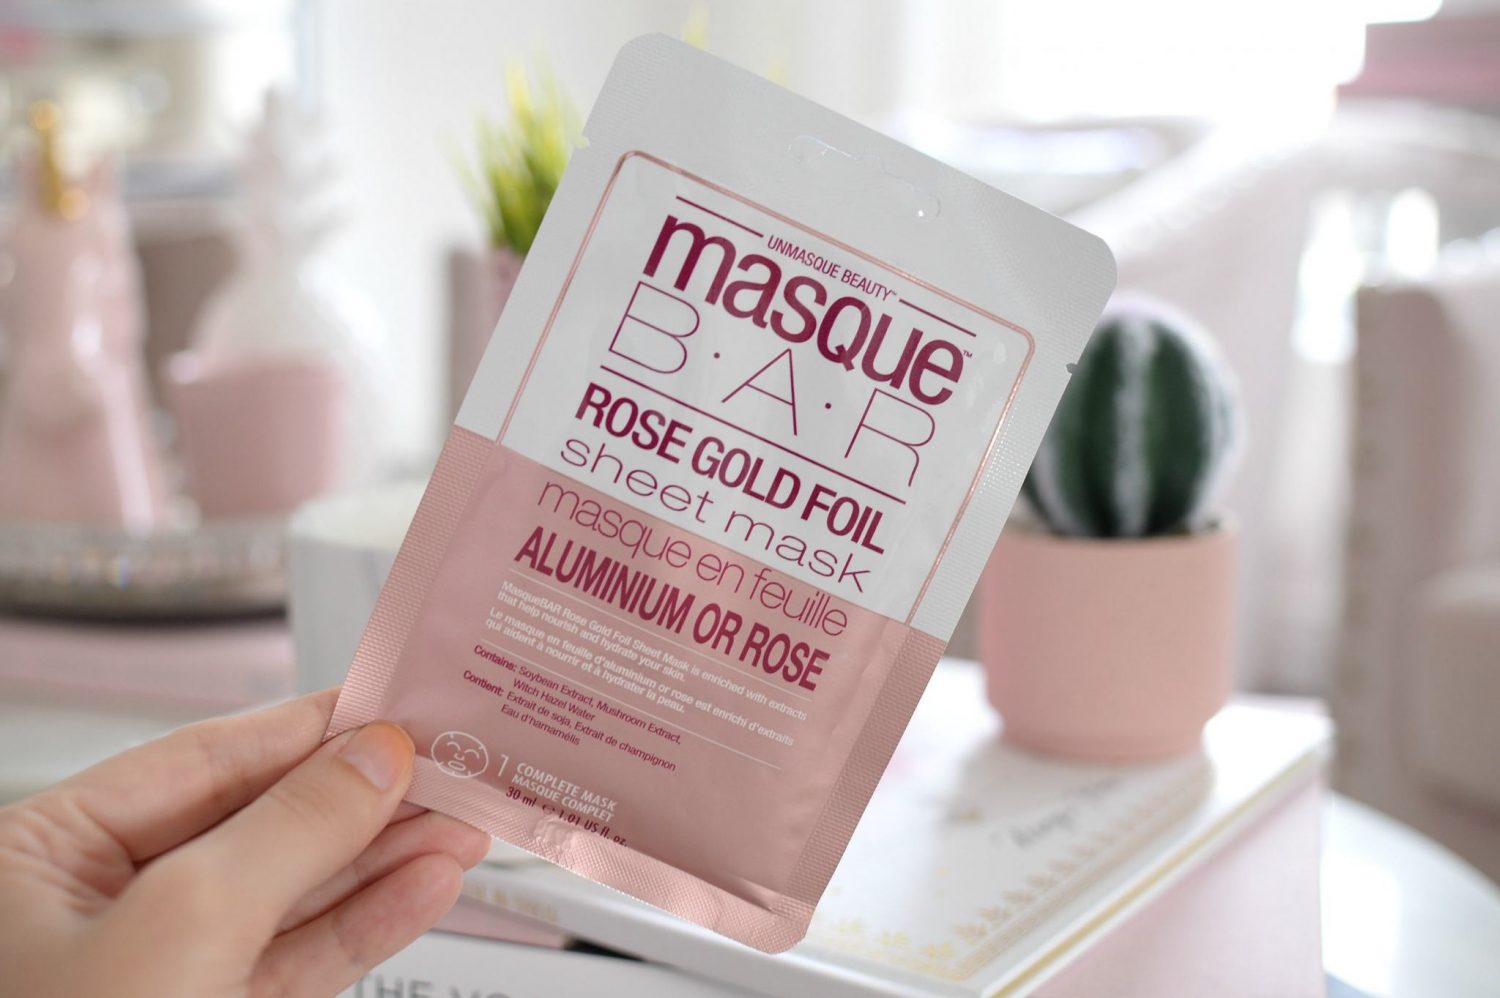 UNMASQUE BEAUTY™
masque™
B·A·R
ROSE GOLD FOIL
sheet mask
masque en feuille
ALUMINIUM OR ROSE
MasqueBAR Rose Gold Foil Sheet Mask is enriched with extracts
that help nourish and hydrate your skin.
Le masque en feuille d'aluminium or rose est enrichi d'extraits
qui aident à nourrir et à hydrater la peau.
Contains: Soybean Extract, Mushroom Extract,
Witch Hazel Water
Contient: Extrait de soja, Extrait de champignon
Eau d'hamamélis
1 COMPLETE MASK
MASQUE COMPLET
30 ml e 1.01 US fl. oz.
THE